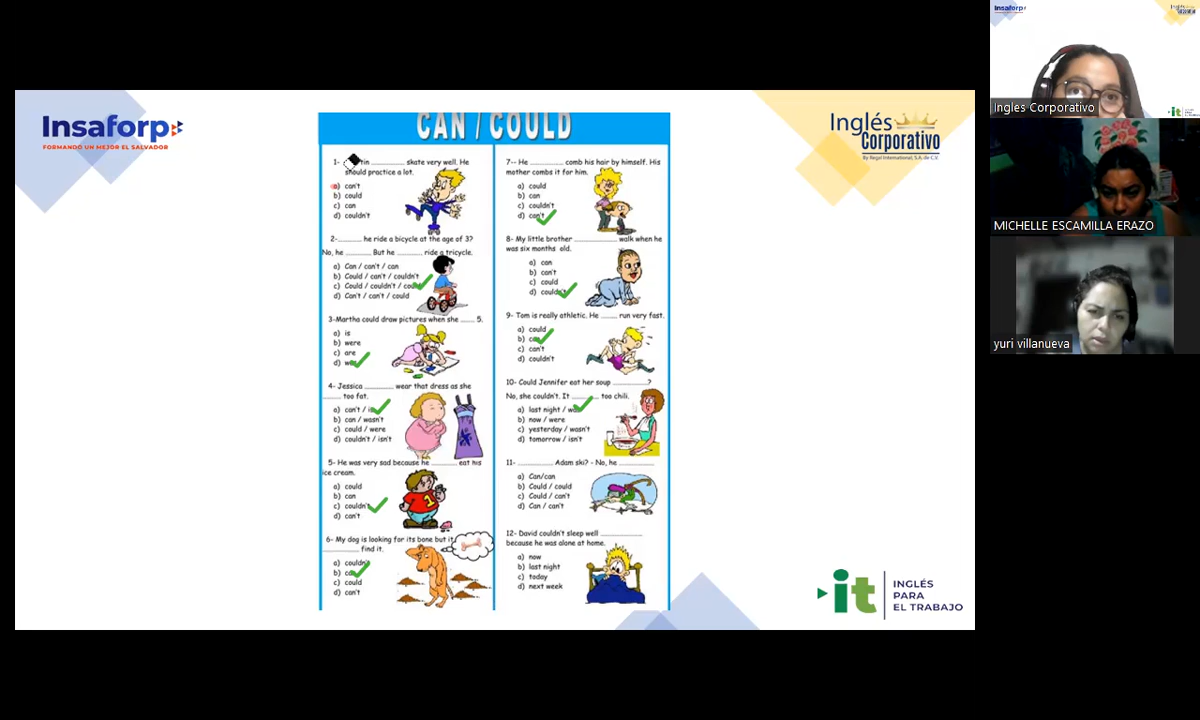 Insaforp
FORMANDO UN MEJOR EL SALVADOR
CAN / COULD
Inglés
Corporativo
By Regal International, S.A. de C.V.
1- skate very well. He
should practice a lot.
a) can't
b) could
c) can
d) couldn't
2- he ride a bicycle at the age of 3?
No, he But he ride a tricycle.
a) Can / can't / can
b) Could / can't / couldn't
c) Could / couldn't /
d) Can't / can't / could
3-Martha could draw pictures when she 5.
a) is
b) were
c) are
d)
4- Jessica wear that dress as she
too fat.
a) can't /
b) can / wasn't
c) could / were
d) couldn't / isn't
5- He was very sad because he eat his
ice cream.
a) could
b) can
c) couldn't
d) can't
6- My dog is looking for its bone but it
find it.
a) couldn't
b)
c) could
d) can't
7-- He comb his hair by himself. His
mother combs it for him.
a) could
b) can
c) couldn't
d) can't
8- My little brother walk when he
was six months old.
a) can
b) can't
c) could
d) couldn't
9- Tom is really athletic. He run very fast.
a) could
b)
c) can't
d) couldn't
10- Could Jennifer eat her soup ?
No, she couldn't. It too chili.
a) last night /
b) now / were
c) yesterday / wasn't
d) tomorrow / isn't
11- Adam ski? - No, he
a) Can/can
b) Could / could
c) Could / can't
d) Can / can't
12- David couldn't sleep well
because he was alone at home.
a) now
b) last night
c) today
d) next week
it
INGLÉS
PARA
EL TRABAJO
Insaforp
Ingles Corporativo
it
MICHELLE ESCAMILLA ERAZO
yuri villanueva